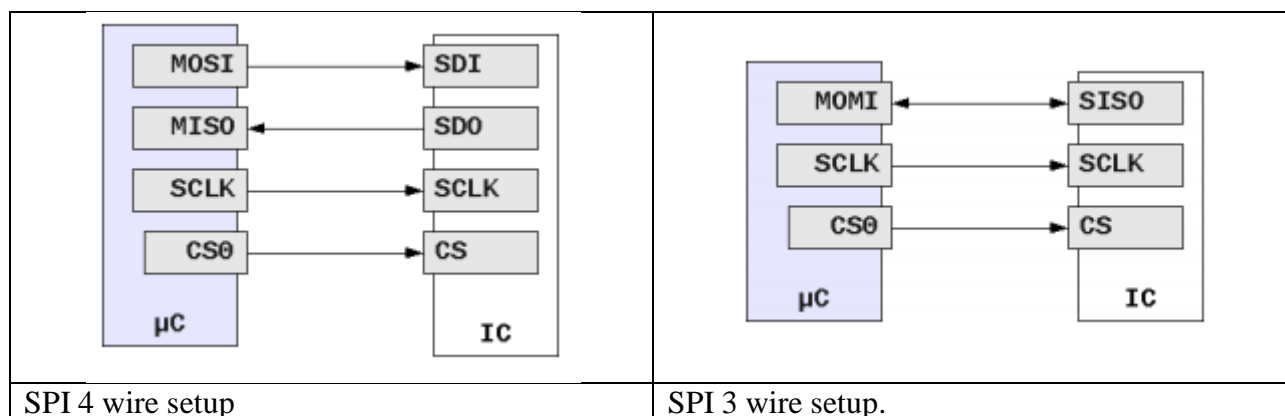 MOSI SDI
MISO SDO
SCLK SCLK
CS0 CS
µC
IC
SPI 4 wire setup
MOMI SISO
SCLK SCLK
CS0 CS
µC IC
SPI 3 wire setup.